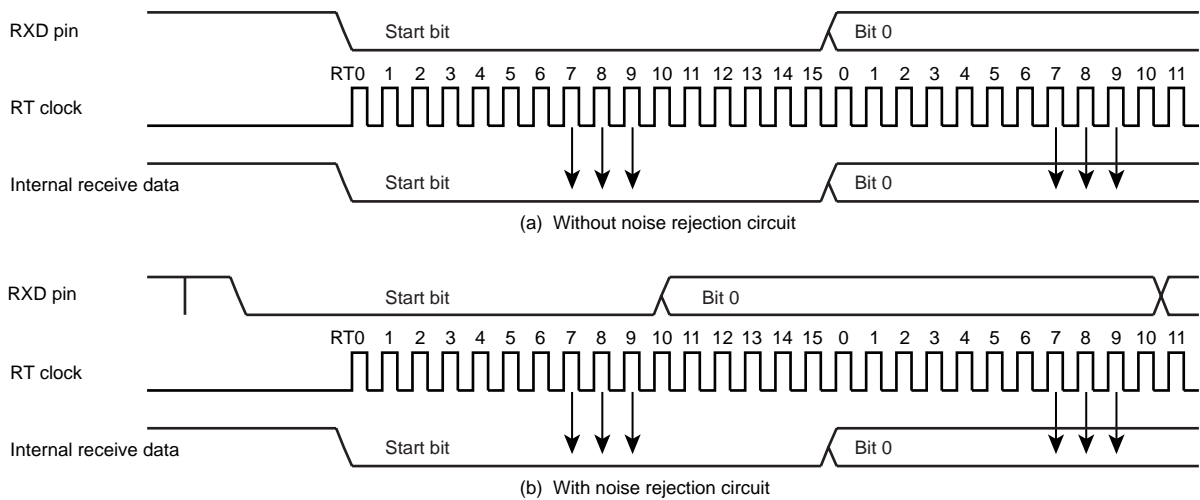 RXD pin Start bit Bit 0
RT0 1 2 3 4 5 6 7 8 9 10 11 12 13 14 15 0 1 2 3 4 5 6 7 8 9 10 11
RT clock
Internal receive data Start bit Bit 0
(a) Without noise rejection circuit
RXD pin Start bit Bit 0
RT0 1 2 3 4 5 6 7 8 9 10 11 12 13 14 15 0 1 2 3 4 5 6 7 8 9 10 11
RT clock
Internal receive data Start bit Bit 0
(b) With noise rejection circuit